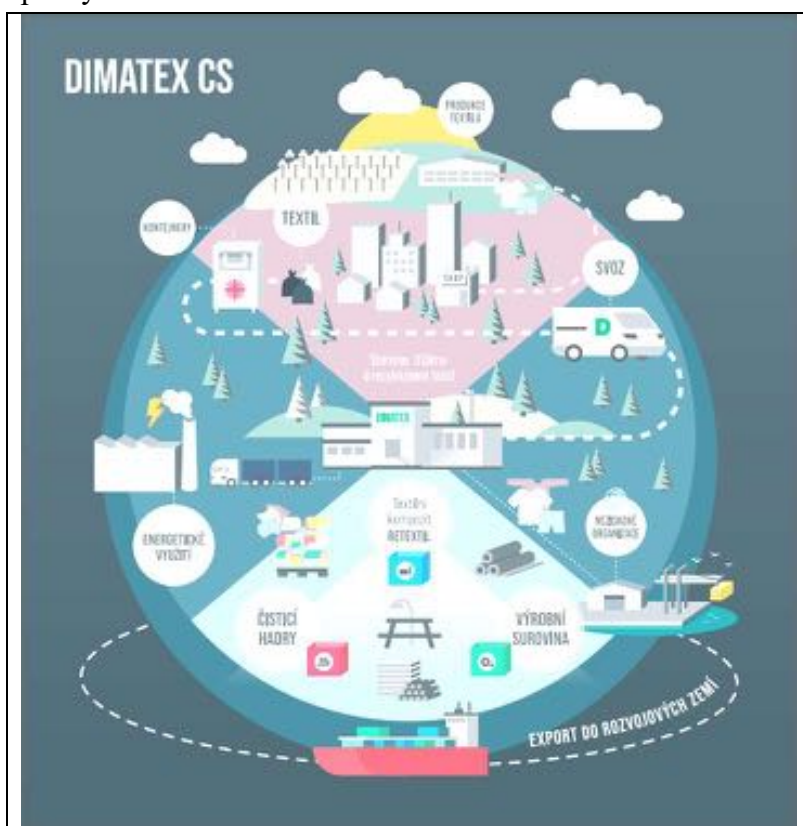 DIMATEX CS
PRODUKCE
TEXTILU
KONTEJNERY
TEXTIL
SVOZ
D
DIMATEX
Textilní
kompozit
RETEXTIL
ENERGETICKÉ
VYUŽITÍ
NEZISKOVÉ
ORGANIZACE
ČISTICÍ
HADRY
VÝROBNÍ
SUROVINA
EXPORT DO ROZVOJOVÝCH ZEMÍ